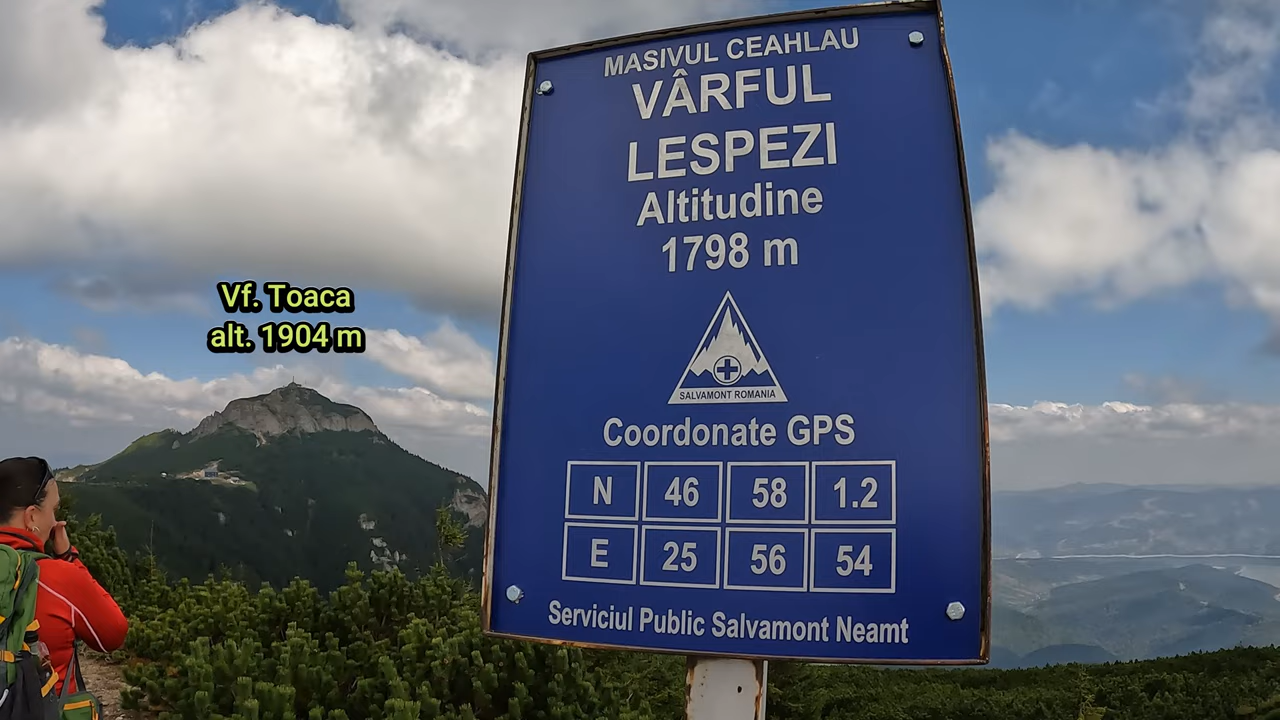 MASIVUL CEAHLAU
VÂRFUL
LESPEZI
Altitudine
1798 m
SALVAMONT ROMANIA
Coordonate GPS
N 46 58 1.2
E 25 56 54
Serviciul Public Salvamont Neamt
Vf. Toaca
alt. 1904 m